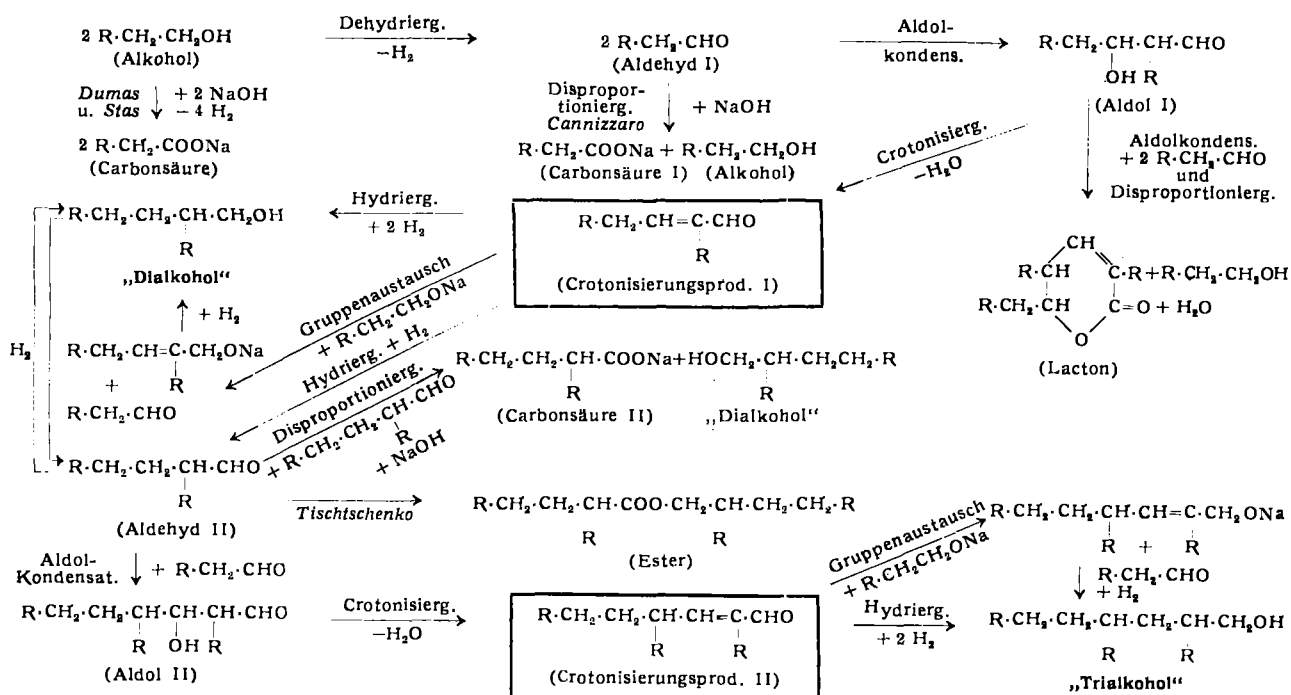 2 R·CH₂·CH₂OH
(Alkohol)
Dehydrierg.
–H₂
2 R·CH₂·CHO
(Aldehyd I)
Aldol-
kondens.
R·CH₂·CH·CH·CHO
OH R
(Aldol I)
Dumas + 2 NaOH
u. Stas – 4 H₂
2 R·CH₂·COONa
(Carbonsäure)
Dispropor-
tionierg. + NaOH
Cannizzaro
R·CH₂·COONa + R·CH₂·CH₂OH
(Carbonsäure I) (Alkohol)
Crotonisierg.
–H₂O
Aldolkondens.
+ 2 R·CH₂·CHO
und
Disproportionierg.
R·CH₂·CH₂·CH·CH₂OH
R
„Dialkohol“
Hydrierg.
+ 2 H₂
R·CH₂·CH=C·CHO
R
(Crotonisierungsprod. I)
CH
R·CH C·R+R·CH₂·CH₂OH
R·CH₂·CH C=O + H₂O
O
(Lacton)
+ H₂
H₂
R·CH₂·CH=C·CH₂ONa
R
+
R·CH₂·CHO
Gruppenaustausch
+ R·CH₂·CH₂ONa
Hydrierg. + H₂
Disproportionierg.
+ R·CH₂·CH₂·CH·CHO
R
+ NaOH
R·CH₂·CH₂·CH·COONa+HOCH₂·CH·CH₂CH₂·R
R R
(Carbonsäure II) „Dialkohol“
R·CH₂·CH₂·CH·CHO
R
(Aldehyd II)
Tischtschenko
R·CH₂·CH₂·CH·COO·CH₂·CH·CH₂·CH₂·R
R R
(Ester)
Gruppenaustausch
+ R·CH₂CH₂ONa
R·CH₂·CH₂·CH·CH=C·CH₂ONa
R + R
R·CH₂·CHO
+ H₂
Aldol-
Kondensat. + R·CH₂·CHO
R·CH₂·CH₂·CH·CH·CH·CHO
R OH R
(Aldol II)
Crotonisierg.
–H₂O
R·CH₂·CH₂·CH·CH=C·CHO
R R
(Crotonisierungsprod. II)
Hydrierg.
+ 2 H₂
R·CH₂·CH₂·CH·CH₂·CH·CH₂OH
R R
„Trialkohol“